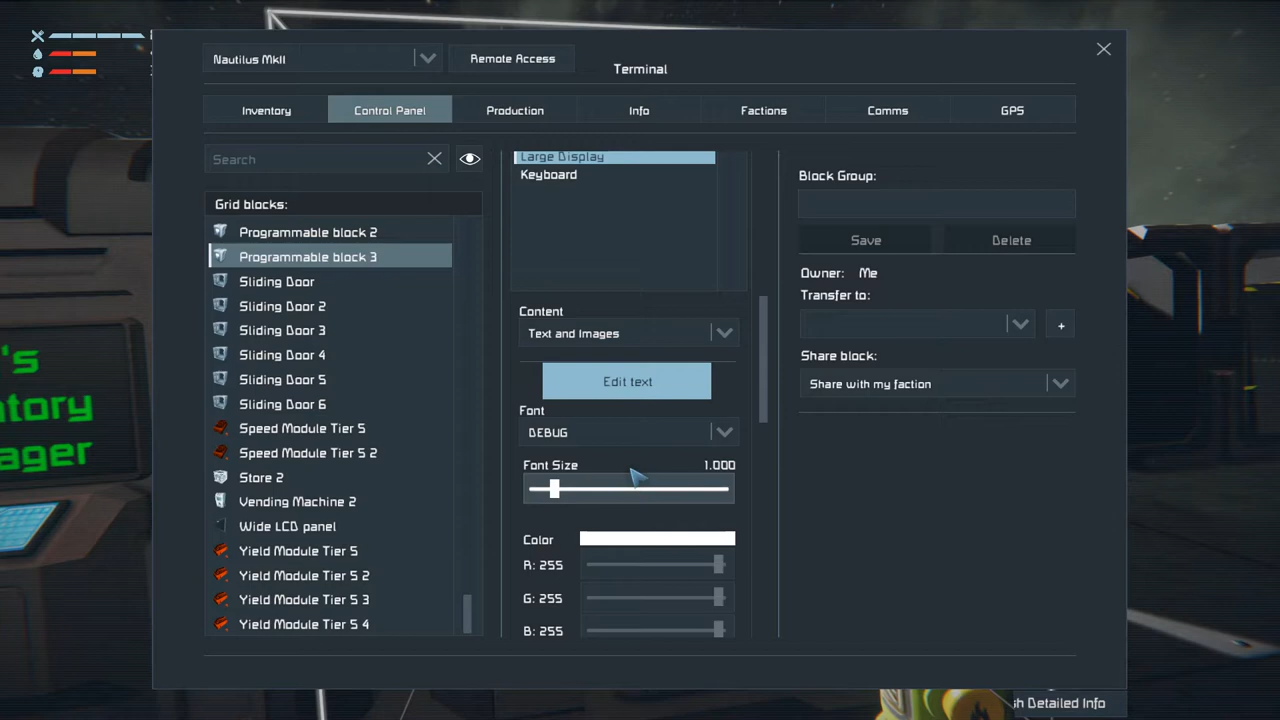 Nautilus MkII
Remote Access
Terminal
Inventory
Control Panel
Production
Info
Factions
Comms
GPS
Search
Grid blocks:
Programmable block 2
Programmable block 3
Sliding Door
Sliding Door 2
Sliding Door 3
Sliding Door 4
Sliding Door 5
Sliding Door 6
Speed Module Tier 5
Speed Module Tier 5 2
Store 2
Vending Machine 2
Wide LCD panel
Yield Module Tier 5
Yield Module Tier 5 2
Yield Module Tier 5 3
Yield Module Tier 5 4
Large Display
Keyboard
Content
Text and Images
Edit text
Font
DEBUG
Font Size 1.000
Color
R: 255
G: 255
B: 255
Block Group:
Save
Delete
Owner: Me
Transfer to:
+
Share block:
Share with my faction
's
tory
ager
h Detailed Info